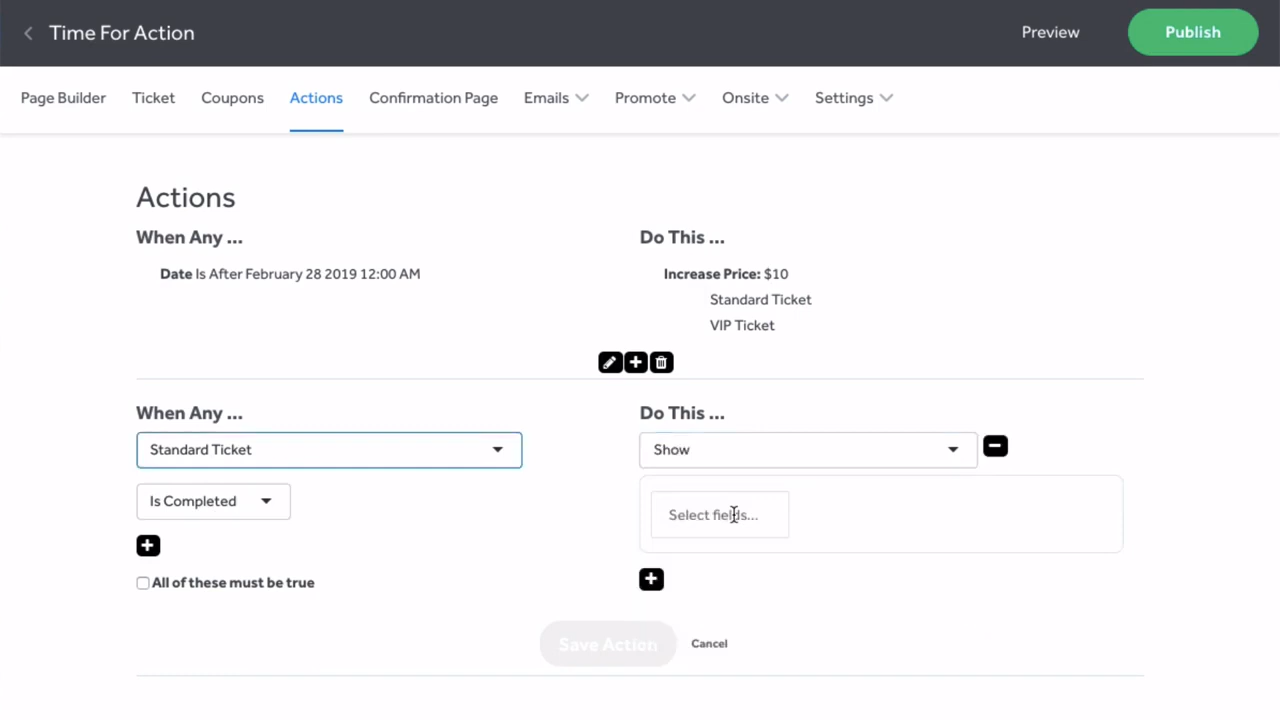 Time For Action
Preview
Publish
Page Builder
Ticket
Coupons
Actions
Confirmation Page
Emails
Promote
Onsite
Settings
Actions
When Any ...
Do This ...
Date Is After February 28 2019 12:00 AM
Increase Price: $10
Standard Ticket
VIP Ticket
When Any ...
Do This ...
Standard Ticket
Show
Is Completed
Select fields...
All of these must be true
Save Action
Cancel